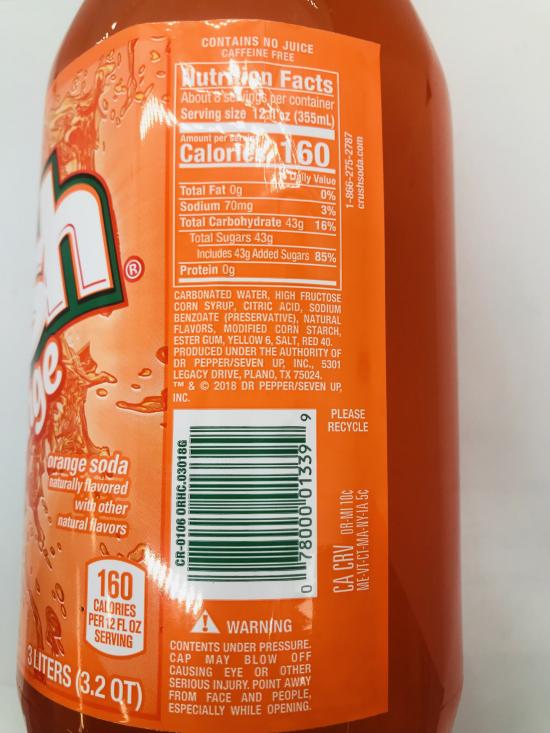 sh®
ge
orange soda
naturally flavored
with other
natural flavors
160
CALORIES
PER 12 FL OZ
SERVING
3 LITERS (3.2 QT)
CONTAINS NO JUICE
CAFFEINE FREE
Nutrition Facts
About 8 servings per container
Serving size 12 fl oz (355mL)
Amount per serving
Calories 160
% Daily Value
Total Fat 0g 0%
Sodium 70mg 3%
Total Carbohydrate 43g 16%
Total Sugars 43g
Includes 43g Added Sugars 85%
Protein 0g
1-866-275-2787
crushsoda.com
CARBONATED WATER, HIGH FRUCTOSE
CORN SYRUP, CITRIC ACID, SODIUM
BENZOATE (PRESERVATIVE), NATURAL
FLAVORS, MODIFIED CORN STARCH,
ESTER GUM, YELLOW 6, SALT, RED 40.
PRODUCED UNDER THE AUTHORITY OF
DR PEPPER/SEVEN UP, INC., 5301
LEGACY DRIVE, PLANO, TX 75024.
™ & © 2018 DR PEPPER/SEVEN UP,
INC.
CR-0106 ORHC.03018G
0 78000 01339 9
PLEASE
RECYCLE
CA CRV OR-MI 10¢
ME-VT-CT-MA-NY-IA 5¢
WARNING
CONTENTS UNDER PRESSURE.
CAP MAY BLOW OFF
CAUSING EYE OR OTHER
SERIOUS INJURY. POINT AWAY
FROM FACE AND PEOPLE,
ESPECIALLY WHILE OPENING.